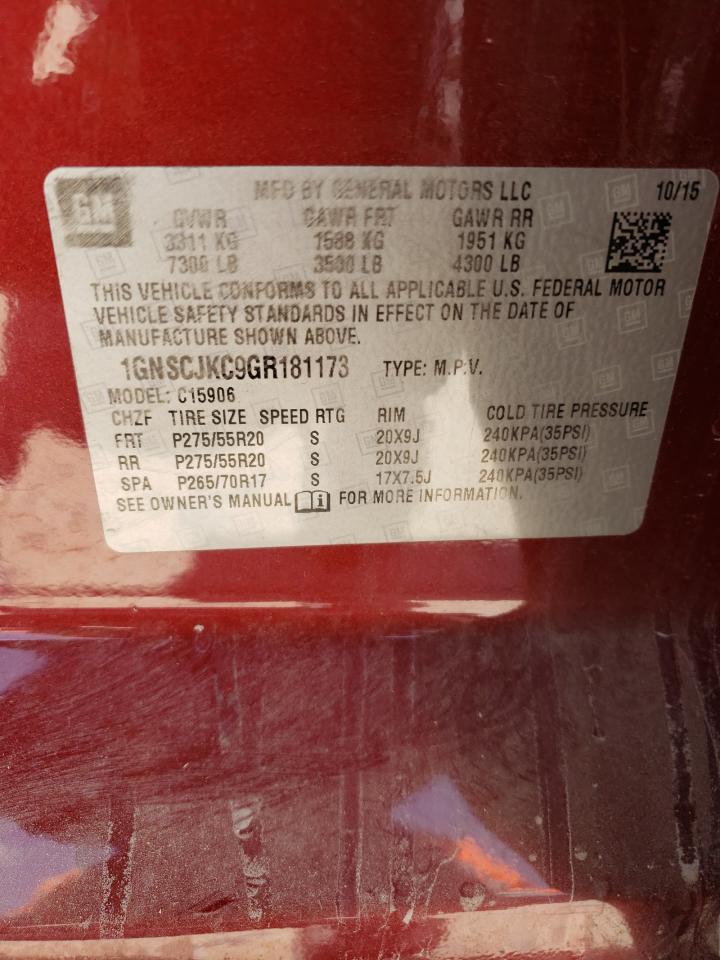 GM
MFD BY GENERAL MOTORS LLC 10/15
GVWR GAWR FRT GAWR RR
3311 KG 1588 KG 1951 KG
7300 LB 3500 LB 4300 LB
THIS VEHICLE CONFORMS TO ALL APPLICABLE U.S. FEDERAL MOTOR
VEHICLE SAFETY STANDARDS IN EFFECT ON THE DATE OF
MANUFACTURE SHOWN ABOVE.
1GNSCJKC9GR181173 TYPE: M.P.V.
MODEL: C15906
CHZF TIRE SIZE SPEED RTG RIM COLD TIRE PRESSURE
FRT P275/55R20 S 20X9J 240KPA(35PSI)
RR P275/55R20 S 20X9J 240KPA(35PSI)
SPA P265/70R17 S 17X7.5J 240KPA(35PSI)
SEE OWNER'S MANUAL i FOR MORE INFORMATION.